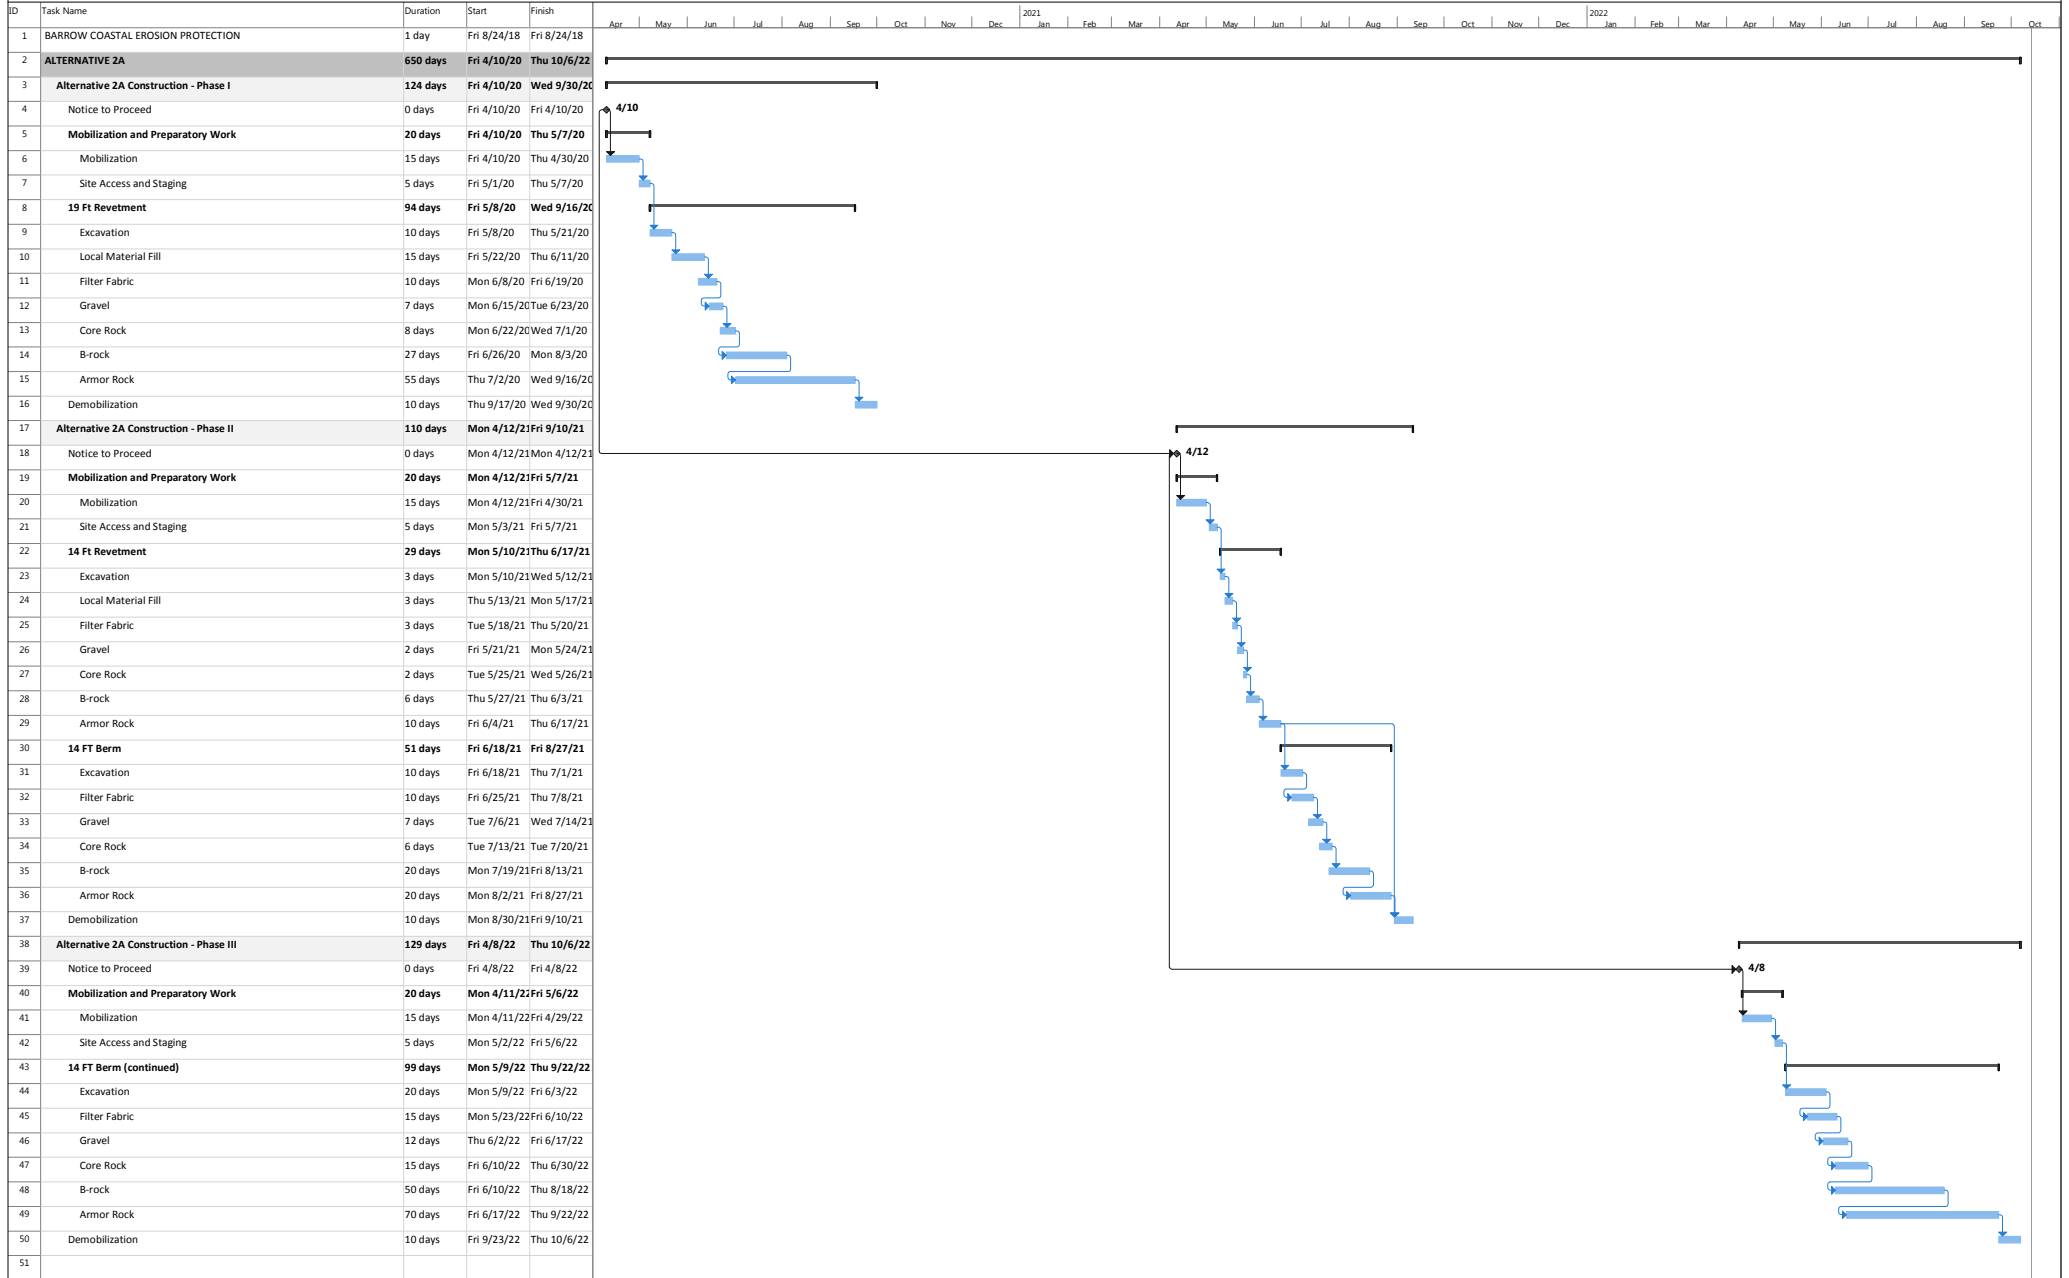 ID Task Name Duration Start Finish
2021 2022
Apr May Jun Jul Aug Sep Oct Nov Dec Jan Feb Mar Apr May Jun Jul Aug Sep Oct Nov Dec Jan Feb Mar Apr May Jun Jul Aug Sep Oct
1 BARROW COASTAL EROSION PROTECTION 1 day Fri 8/24/18 Fri 8/24/18
2 ALTERNATIVE 2A 650 days Fri 4/10/20 Thu 10/6/22
3 Alternative 2A Construction - Phase I 124 days Fri 4/10/20 Wed 9/30/20
4 Notice to Proceed 0 days Fri 4/10/20 Fri 4/10/20 4/10
5 Mobilization and Preparatory Work 20 days Fri 4/10/20 Thu 5/7/20
6 Mobilization 15 days Fri 4/10/20 Thu 4/30/20
7 Site Access and Staging 5 days Fri 5/1/20 Thu 5/7/20
8 19 Ft Revetment 94 days Fri 5/8/20 Wed 9/16/20
9 Excavation 10 days Fri 5/8/20 Thu 5/21/20
10 Local Material Fill 15 days Fri 5/22/20 Thu 6/11/20
11 Filter Fabric 10 days Mon 6/8/20 Fri 6/19/20
12 Gravel 7 days Mon 6/15/20 Tue 6/23/20
13 Core Rock 8 days Mon 6/22/20 Wed 7/1/20
14 B-rock 27 days Fri 6/26/20 Mon 8/3/20
15 Armor Rock 55 days Thu 7/2/20 Wed 9/16/20
16 Demobilization 10 days Thu 9/17/20 Wed 9/30/20
17 Alternative 2A Construction - Phase II 110 days Mon 4/12/21 Fri 9/10/21
18 Notice to Proceed 0 days Mon 4/12/21 Mon 4/12/21 4/12
19 Mobilization and Preparatory Work 20 days Mon 4/12/21 Fri 5/7/21
20 Mobilization 15 days Mon 4/12/21 Fri 4/30/21
21 Site Access and Staging 5 days Mon 5/3/21 Fri 5/7/21
22 14 Ft Revetment 29 days Mon 5/10/21 Thu 6/17/21
23 Excavation 3 days Mon 5/10/21 Wed 5/12/21
24 Local Material Fill 3 days Thu 5/13/21 Mon 5/17/21
25 Filter Fabric 3 days Tue 5/18/21 Thu 5/20/21
26 Gravel 2 days Fri 5/21/21 Mon 5/24/21
27 Core Rock 2 days Tue 5/25/21 Wed 5/26/21
28 B-rock 6 days Thu 5/27/21 Thu 6/3/21
29 Armor Rock 10 days Fri 6/4/21 Thu 6/17/21
30 14 FT Berm 51 days Fri 6/18/21 Fri 8/27/21
31 Excavation 10 days Fri 6/18/21 Thu 7/1/21
32 Filter Fabric 10 days Fri 6/25/21 Thu 7/8/21
33 Gravel 7 days Tue 7/6/21 Wed 7/14/21
34 Core Rock 6 days Tue 7/13/21 Tue 7/20/21
35 B-rock 20 days Mon 7/19/21 Fri 8/13/21
36 Armor Rock 20 days Mon 8/2/21 Fri 8/27/21
37 Demobilization 10 days Mon 8/30/21 Fri 9/10/21
38 Alternative 2A Construction - Phase III 129 days Fri 4/8/22 Thu 10/6/22
39 Notice to Proceed 0 days Fri 4/8/22 Fri 4/8/22 4/8
40 Mobilization and Preparatory Work 20 days Mon 4/11/22 Fri 5/6/22
41 Mobilization 15 days Mon 4/11/22 Fri 4/29/22
42 Site Access and Staging 5 days Mon 5/2/22 Fri 5/6/22
43 14 FT Berm (continued) 99 days Mon 5/9/22 Thu 9/22/22
44 Excavation 20 days Mon 5/9/22 Fri 6/3/22
45 Filter Fabric 15 days Mon 5/23/22 Fri 6/10/22
46 Gravel 12 days Thu 6/2/22 Fri 6/17/22
47 Core Rock 15 days Fri 6/10/22 Thu 6/30/22
48 B-rock 50 days Fri 6/10/22 Thu 8/18/22
49 Armor Rock 70 days Fri 6/17/22 Thu 9/22/22
50 Demobilization 10 days Fri 9/23/22 Thu 10/6/22
51